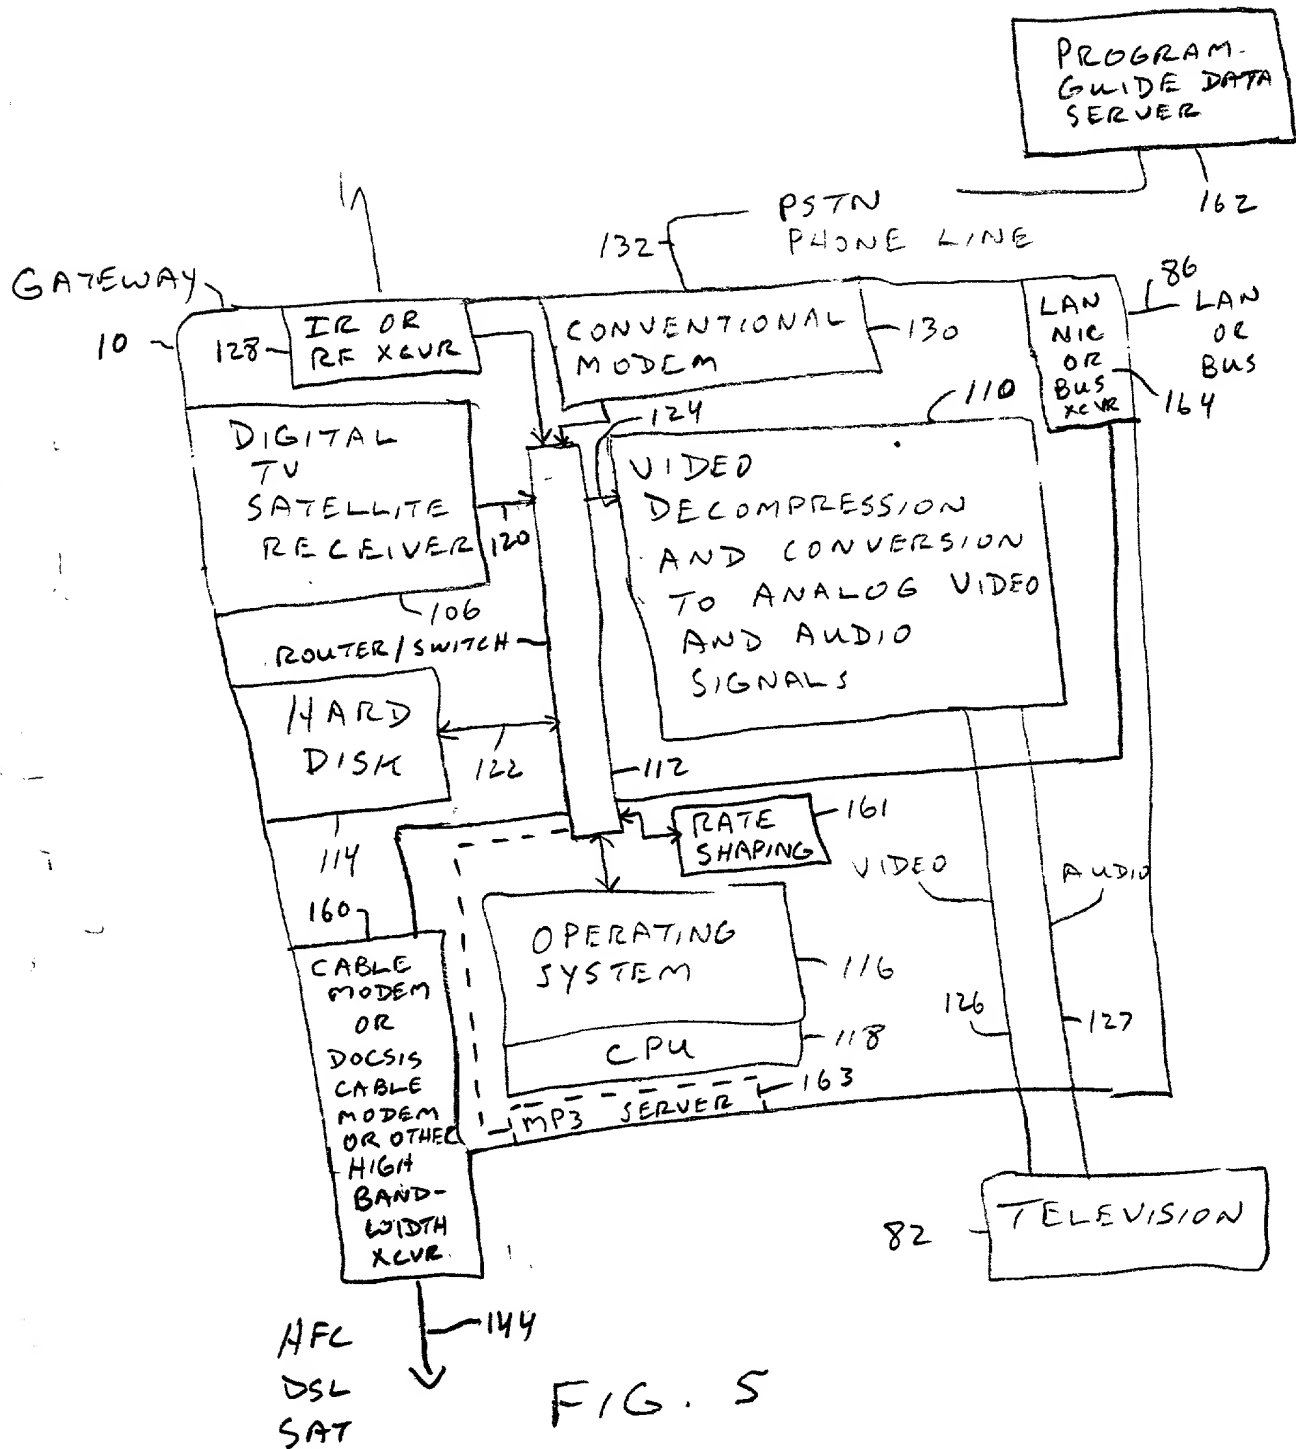 PROGRAM-
GUIDE DATA
SERVER
162
PSTN
PHONE LINE
132
GATEWAY
10
IR OR
RF XCVR
128
CONVENTIONAL
MODEM
130
LAN
NIC
OR
BUS
XCVR
164
86
LAN
OR
BUS
124
110
DIGITAL
TV
SATELLITE
RECEIVER
120
106
VIDEO
DECOMPRESSION
AND CONVERSION
TO ANALOG VIDEO
AND AUDIO
SIGNALS
ROUTER/SWITCH
HARD
DISK
122
112
114
RATE
SHAPING
161
VIDEO
AUDIO
160
OPERATING
SYSTEM
116
CPU
118
126
127
CABLE
MODEM
OR
DOCSIS
CABLE
MODEM
OR OTHER
HIGH
BAND-
WIDTH
XCVR.
MP3 SERVER
163
TELEVISION
82
144
HFC
DSL
SAT
FIG. 5